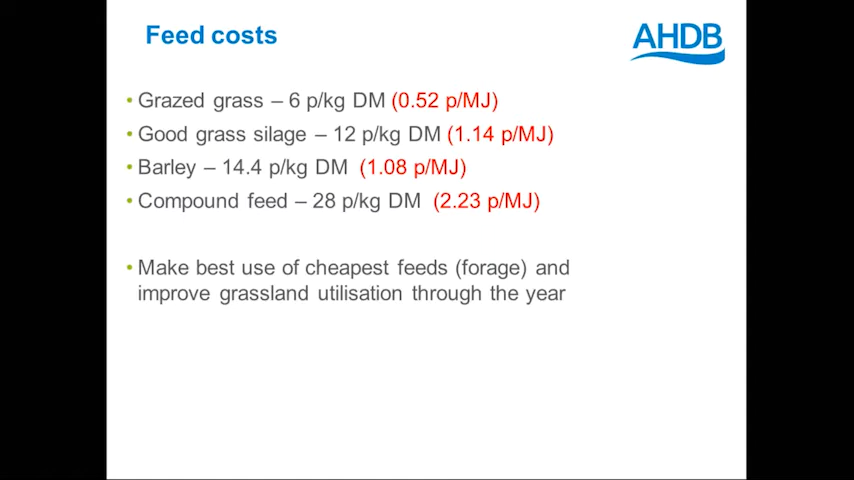 Feed costs
AHDB
• Grazed grass – 6 p/kg DM (0.52 p/MJ)
• Good grass silage – 12 p/kg DM (1.14 p/MJ)
• Barley – 14.4 p/kg DM (1.08 p/MJ)
• Compound feed – 28 p/kg DM (2.23 p/MJ)
• Make best use of cheapest feeds (forage) and
improve grassland utilisation through the year